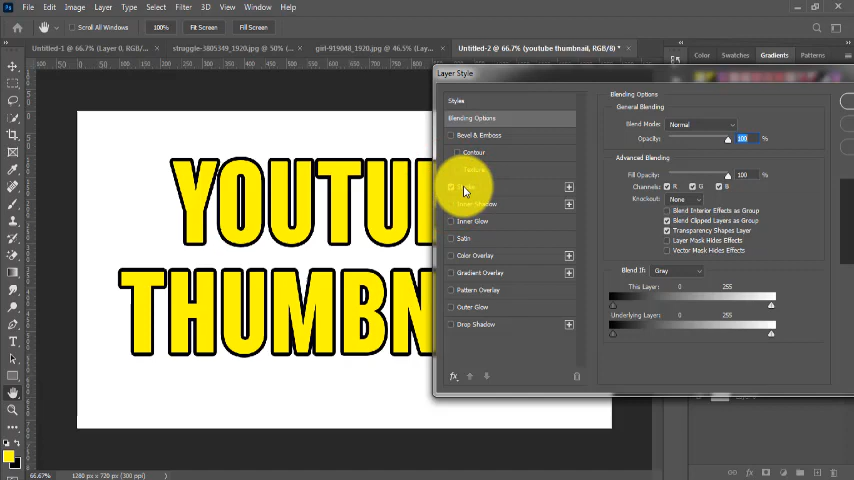 File Edit Image Layer Type Select Filter 3D View Window Help
Scroll All Windows 100% Fit Screen Fill Screen
Untitled-1 @ 66.7% (Layer 0, RGB/... × straggle-3805349_1920.jpg @ 50% (... × girl-919048_1920.jpg @ 46.5% (Lay... × Untitled-2 @ 66.7% (youtube thumbnail, RGB/8) * ×
Color Swatches Gradients Patterns
Layer Style
Styles
Blending Options
Bevel & Emboss
Contour
Texture
Stroke
Inner Shadow
Inner Glow
Satin
Color Overlay
Gradient Overlay
Pattern Overlay
Outer Glow
Drop Shadow
fx
Blending Options
General Blending
Blend Mode: Normal
Opacity: 100 %
Advanced Blending
Fill Opacity: 100 %
Channels: R G B
Knockout: None
Blend Interior Effects as Group
Blend Clipped Layers as Group
Transparency Shapes Layer
Layer Mask Hides Effects
Vector Mask Hides Effects
Blend If: Gray
This Layer: 0 255
Underlying Layer: 0 255
YOUTU
THUMBN
66.67% 1280 px x 720 px (300 ppi)